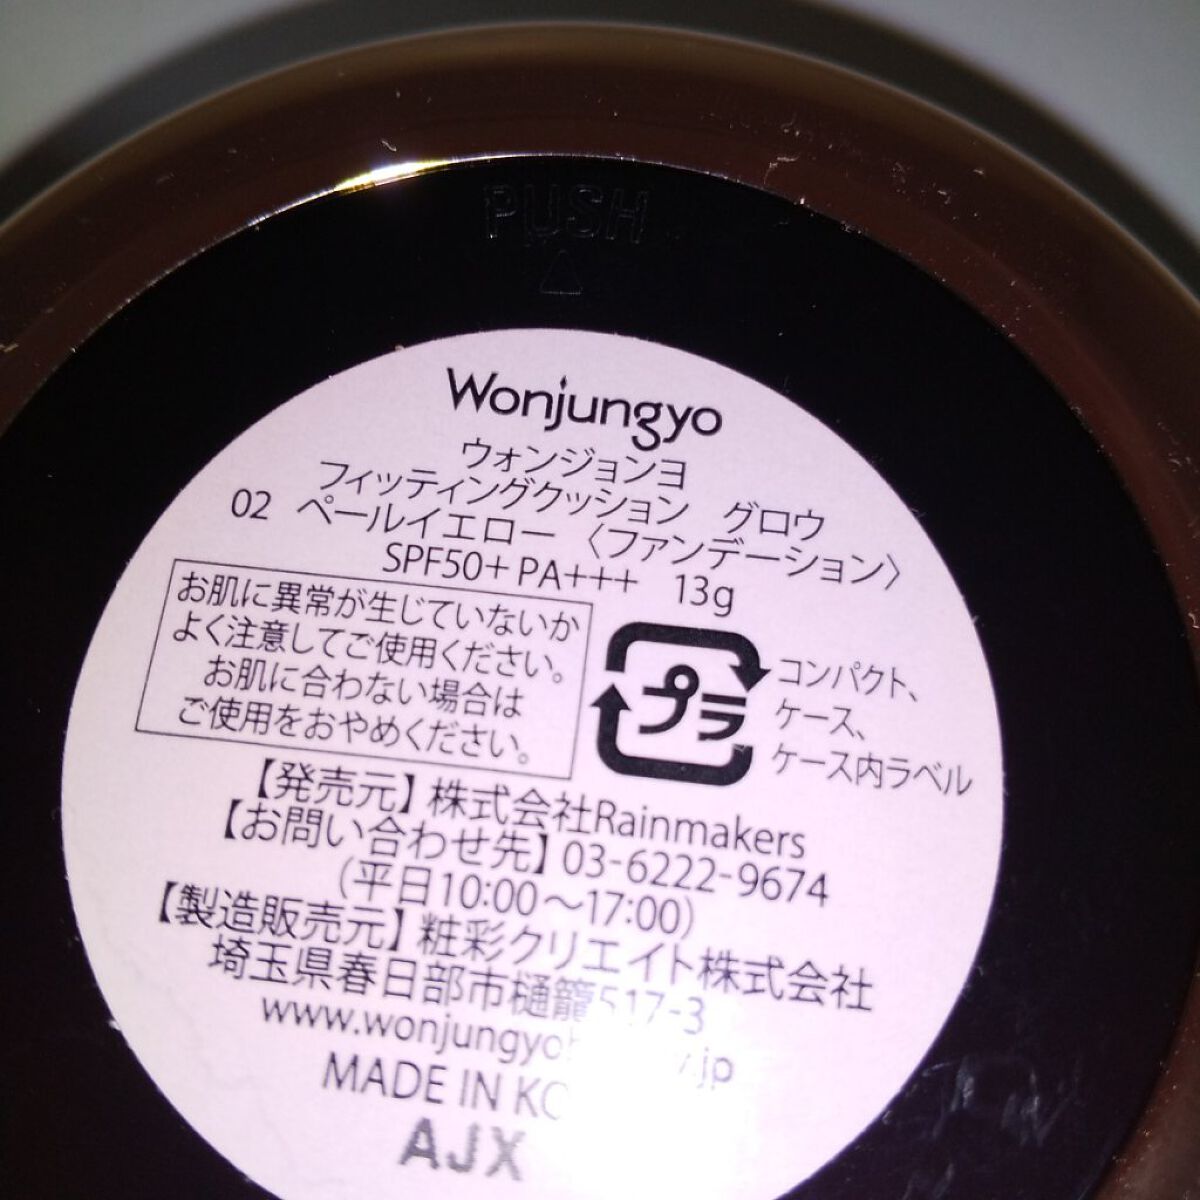 PUSH
Wonjungyo
ウォンジョンヨ
フィッティングクッション グロウ
02 ペールイエロー 〈ファンデーション〉
SPF50+ PA+++ 13g
お肌に異常が生じていないか
よく注意してご使用ください。
お肌に合わない場合は
ご使用をおやめください。
プラ
コンパクト、
ケース、
ケース内ラベル
【発売元】株式会社Rainmakers
【お問い合わせ先】03-6222-9674
(平日10:00～17:00)
【製造販売元】粧彩クリエイト株式会社
埼玉県春日部市樋籠517-3
MADE IN
AJX